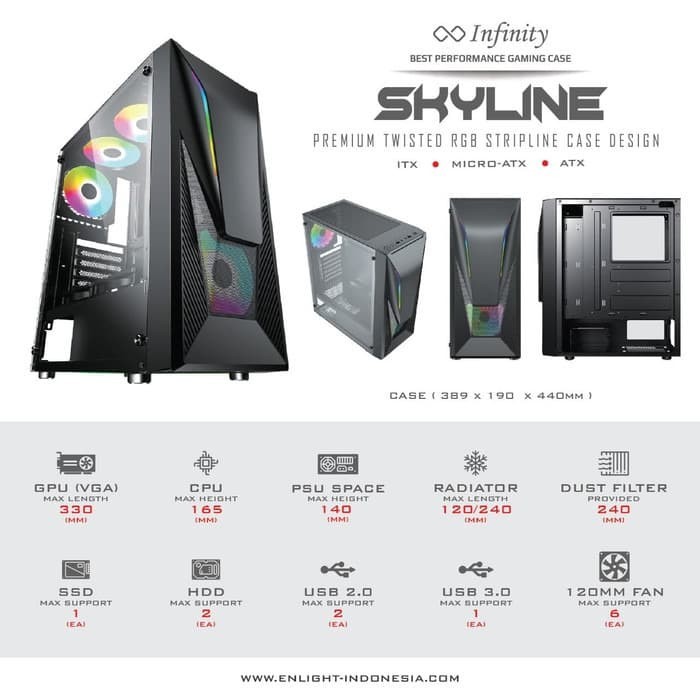 Infinity
BEST PERFORMANCE GAMING CASE
SKYLINE
PREMIUM TWISTED RGB STRIPLINE CASE DESIGN
ITX • MICRO-ATX • ATX
CASE ( 389 x 190 x 440MM )
GPU (VGA)
MAX LENGTH
330
(MM)
CPU
MAX HEIGHT
165
(MM)
PSU SPACE
MAX HEIGHT
140
(MM)
RADIATOR
MAX LENGTH
120/240
(MM)
DUST FILTER
PROVIDED
240
(MM)
SSD
MAX SUPPORT
1
(EA)
HDD
MAX SUPPORT
2
(EA)
USB 2.0
MAX SUPPORT
2
(EA)
USB 3.0
MAX SUPPORT
1
(EA)
120MM FAN
MAX SUPPORT
6
(EA)
WWW.ENLIGHT-INDONESIA.COM